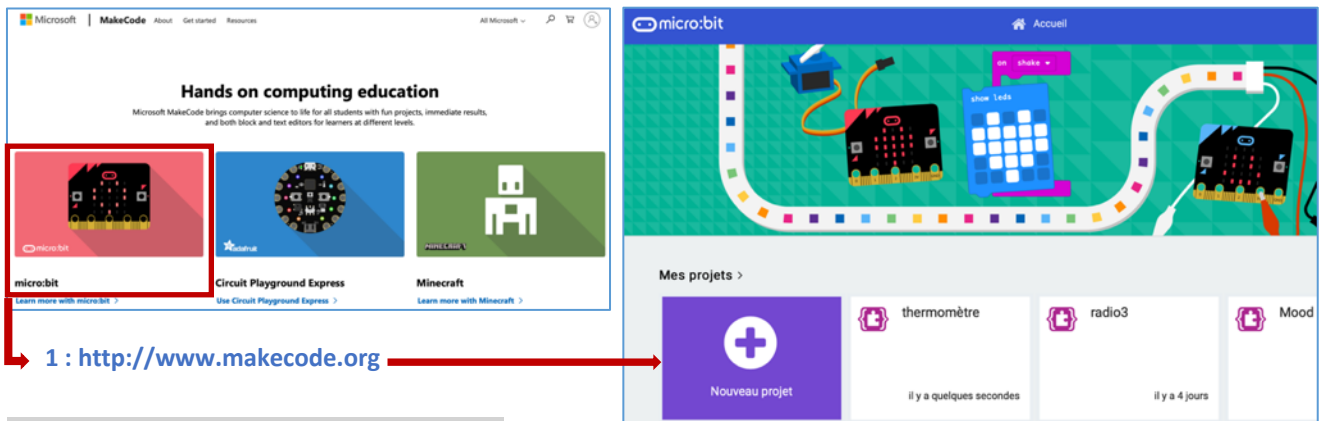 Microsoft | MakeCode About Get started Resources All Microsoft
Hands on computing education
Microsoft MakeCode brings computer science to life for all students with fun projects, immediate results,
and both block and text editors for learners at different levels.
micro:bit
adafruit
MINECRAFT
micro:bit
Circuit Playground Express
Minecraft
Learn more with micro:bit >
Use Circuit Playground Express >
Learn more with Minecraft >
1 : http://www.makecode.org
micro:bit
Accueil
on shake
show leds
Mes projets >
Nouveau projet
thermomètre
il y a quelques secondes
radio3
il y a 4 jours
Mood